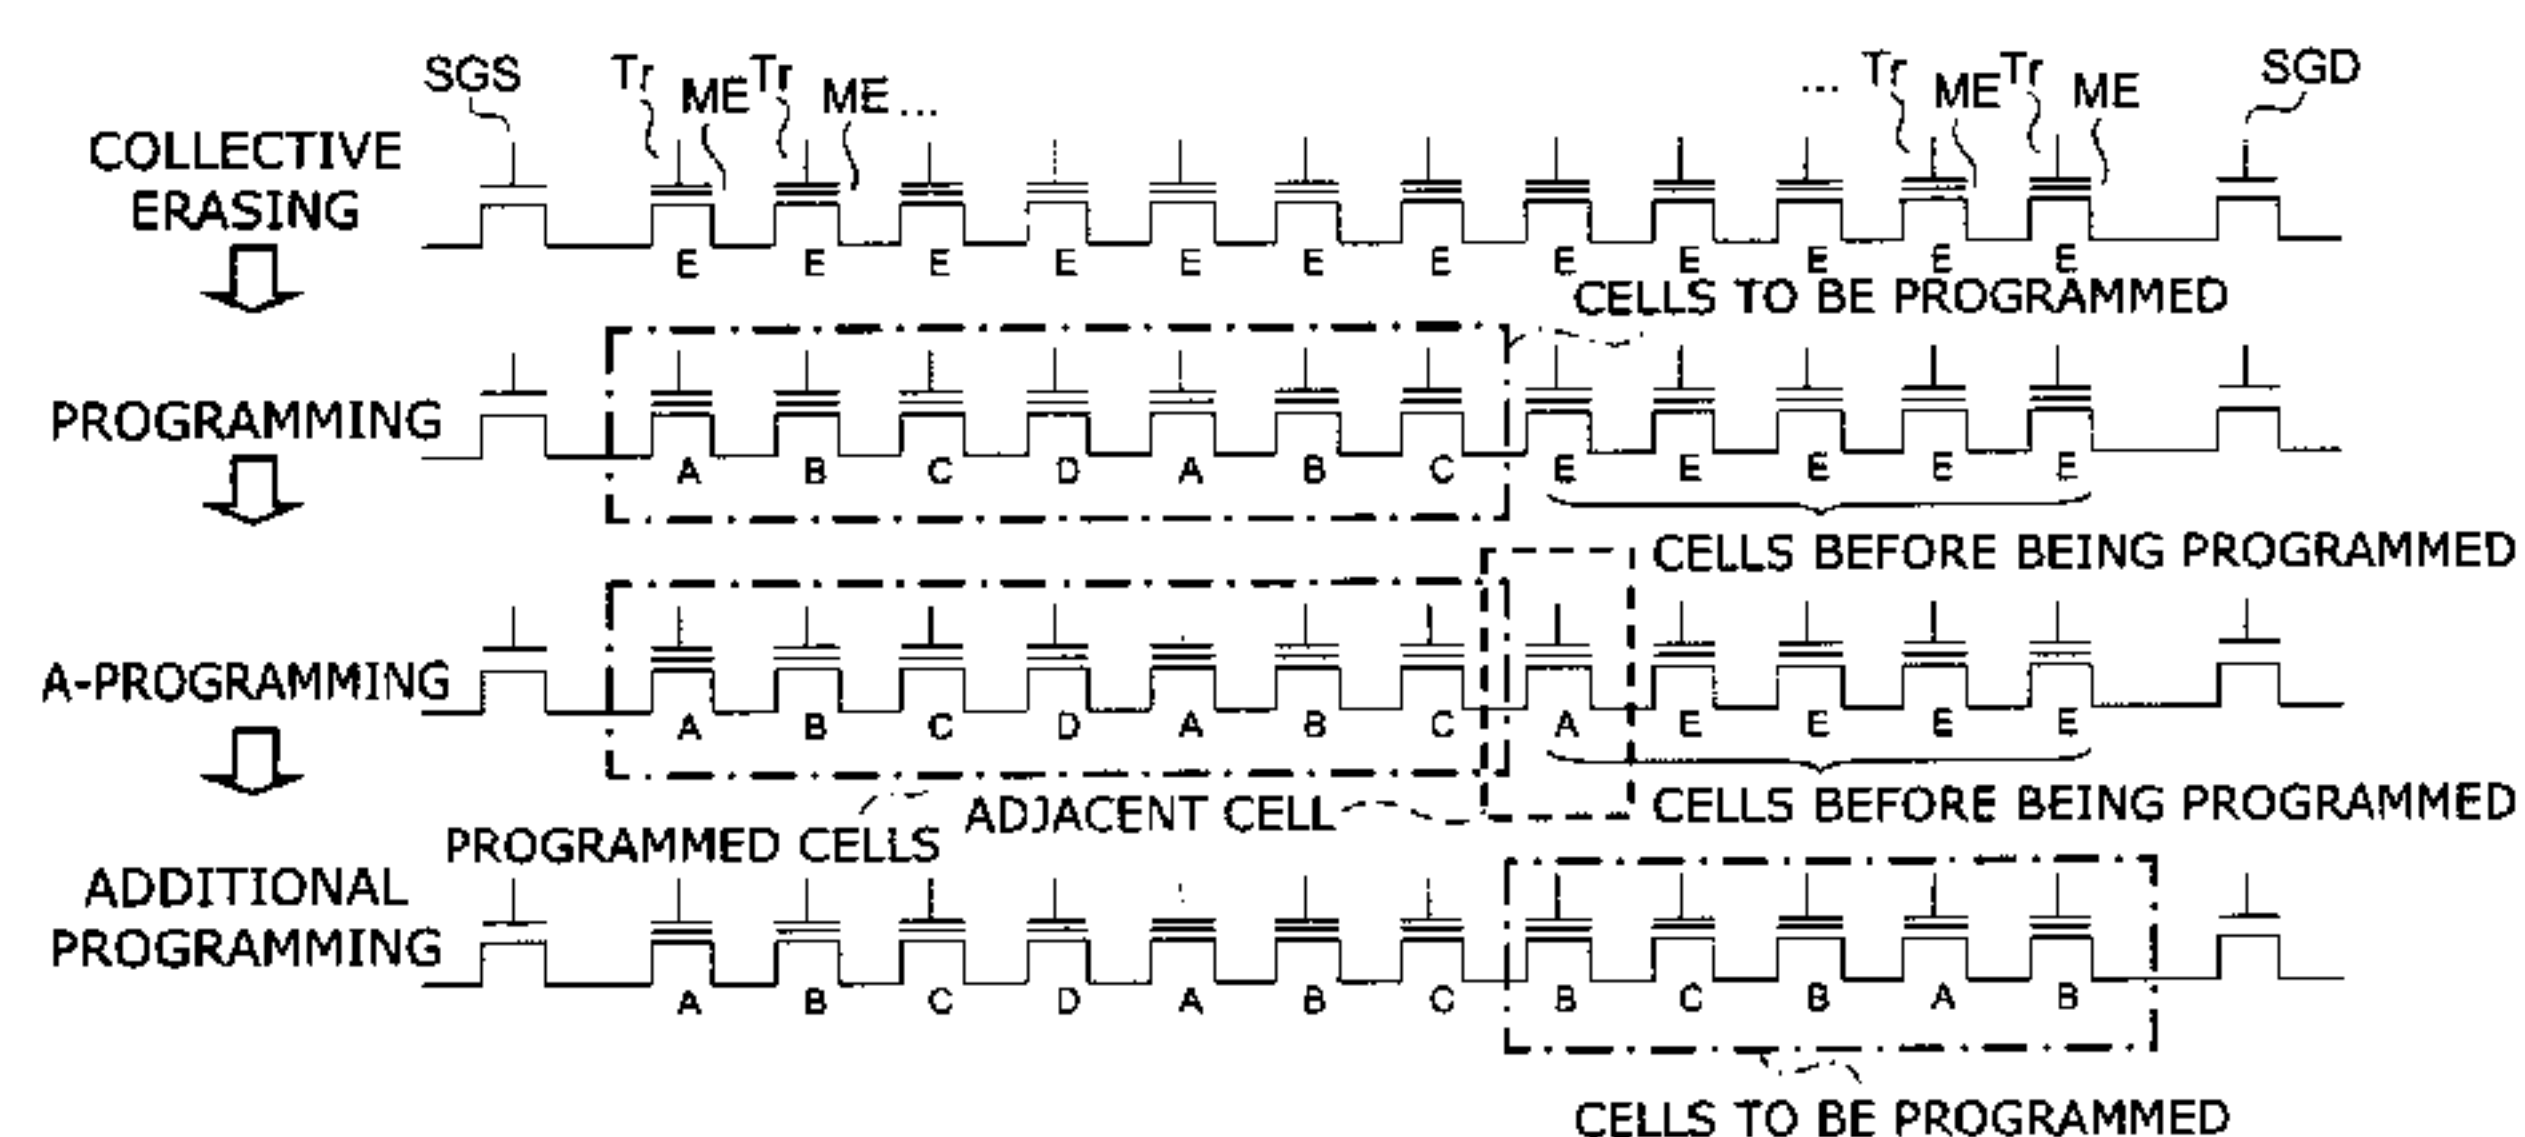 SGS Tr ME Tr ME ... ... Tr ME Tr ME SGD
COLLECTIVE
ERASING
E E E E E E E E E E E E
CELLS TO BE PROGRAMMED
PROGRAMMING
A B C D A B C E E E E E
CELLS BEFORE BEING PROGRAMMED
A-PROGRAMMING
A B C D A B C A E E E E
CELLS BEFORE BEING PROGRAMMED
ADJACENT CELL
PROGRAMMED CELLS
ADDITIONAL
PROGRAMMING
A B C D A B C B C B A B
CELLS TO BE PROGRAMMED